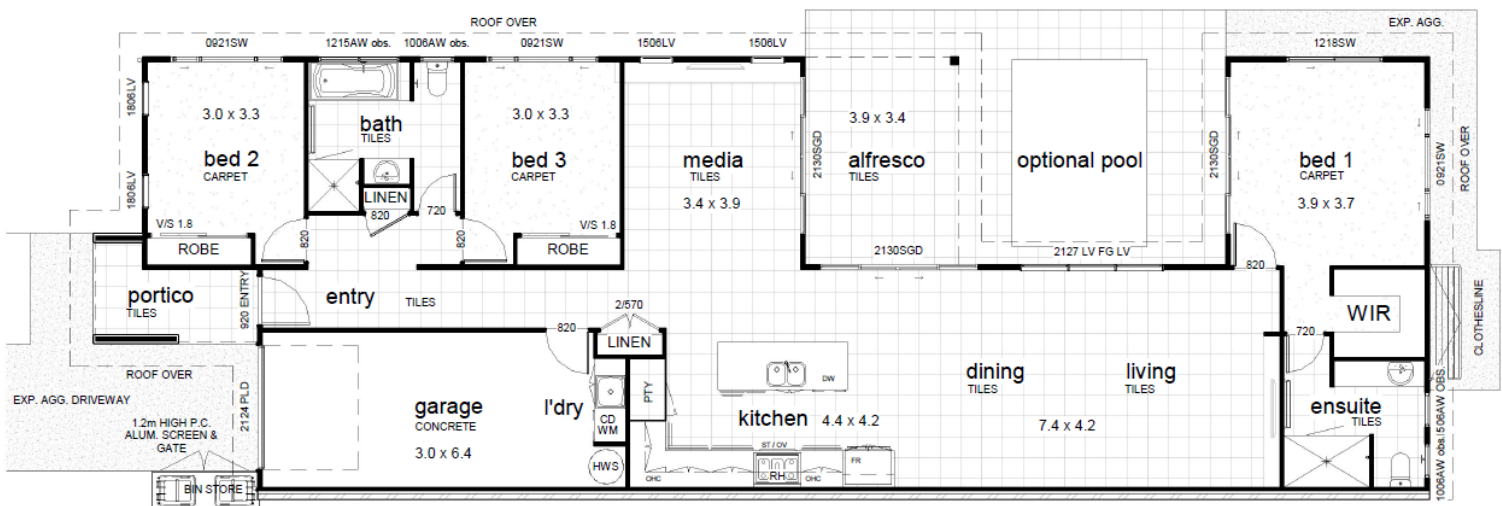 ROOF OVER
EXP. AGG.
0921SW
1215AW obs.
1006AW obs.
0921SW
1506LV
1506LV
1218SW
1806LV
3.0 x 3.3
bath
TILES
3.0 x 3.3
3.9 x 3.4
2130SGD
2130SGD
0921SW
ROOF OVER
bed 2
CARPET
bed 3
CARPET
media
TILES
alfresco
TILES
optional pool
bed 1
CARPET
1806LV
LINEN
3.4 x 3.9
3.9 x 3.7
V/S 1.8
820
720
V/S 1.8
ROBE
820
820
ROBE
2130SGD
2127 LV FG LV
820
portico
TILES
920 ENTRY
entry
TILES
2/570
WIR
CLOTHESLINE
820
LINEN
720
ROOF OVER
EXP. AGG. DRIVEWAY
2124 PLD
1.2m HIGH P.C.
ALUM. SCREEN &
GATE
garage
CONCRETE
3.0 x 6.4
l'dry
CD
WM
HWS
PTY
DW
kitchen
4.4 x 4.2
dining
TILES
living
TILES
7.4 x 4.2
ensuite
TILES
1506AW OBS.
1006AW obs.
ST / OV
FR
OHC
RH
OHC
BIN STORE